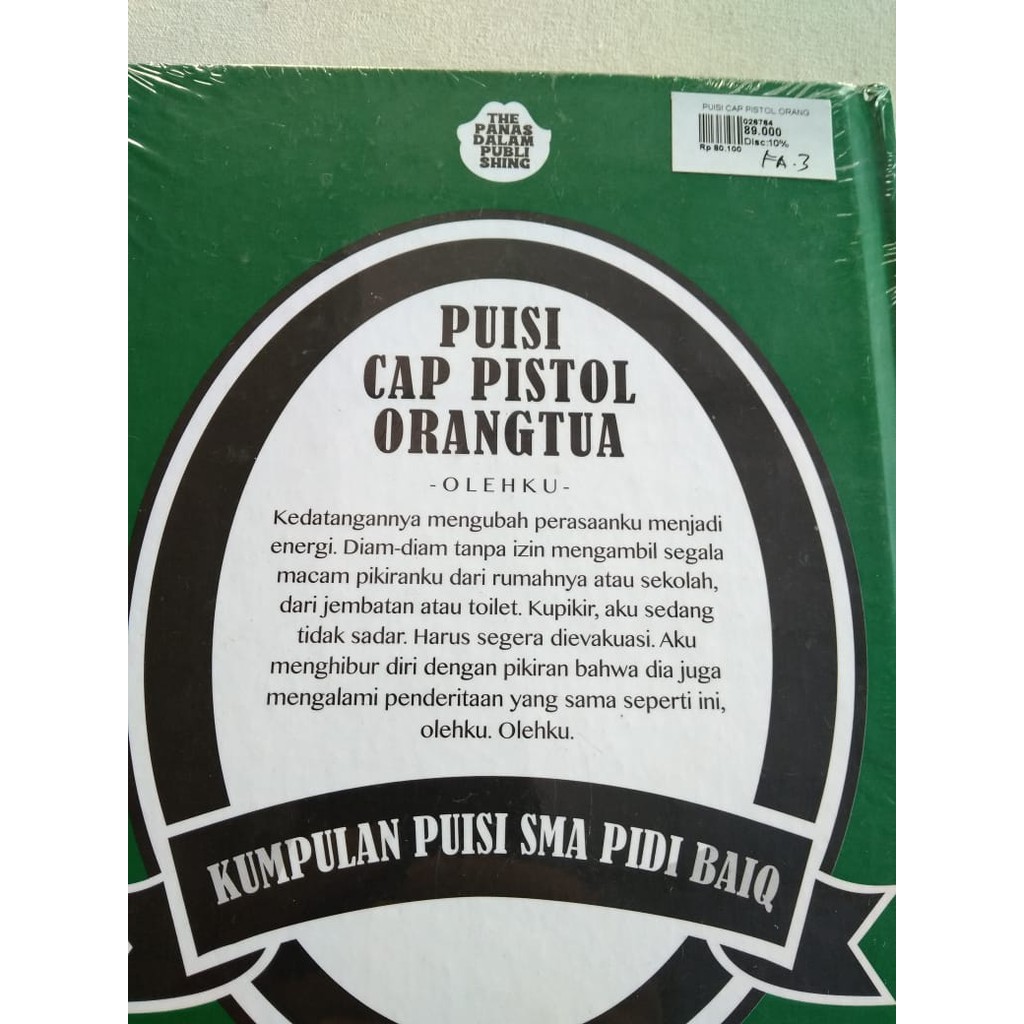 THE
PANAS
DALAM
PUBLI
SHING
PUISI CAP PISTOL ORANG
026764
89.000
Disc:10%
Rp 80.100
FA.3
PUISI
CAP PISTOL
ORANGTUA
-OLEHKU-
Kedatangannya mengubah perasaanku menjadi
energi. Diam-diam tanpa izin mengambil segala
macam pikiranku dari rumahnya atau sekolah,
dari jembatan atau toilet. Kupikir, aku sedang
tidak sadar. Harus segera dievakuasi. Aku
menghibur diri dengan pikiran bahwa dia juga
mengalami penderitaan yang sama seperti ini,
olehku. Olehku.
KUMPULAN PUISI SMA PIDI BAIQ